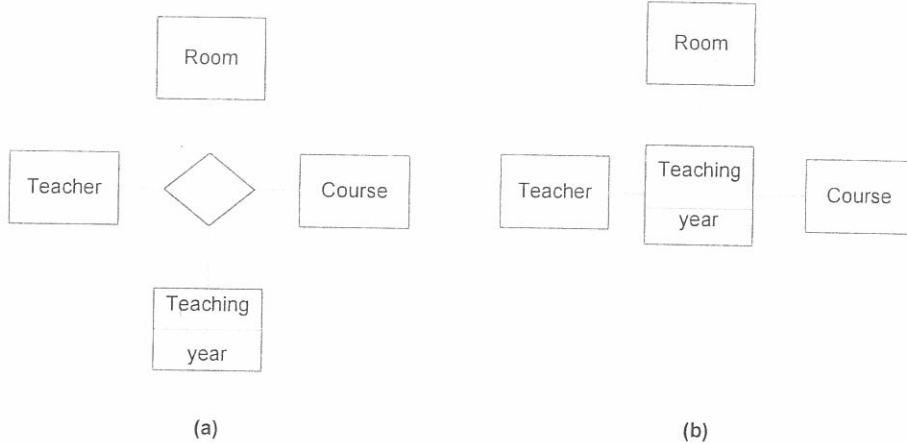 Room
Teacher
Course
Teaching
year
(a)
Room
Teacher
Teaching
year
Course
(b)